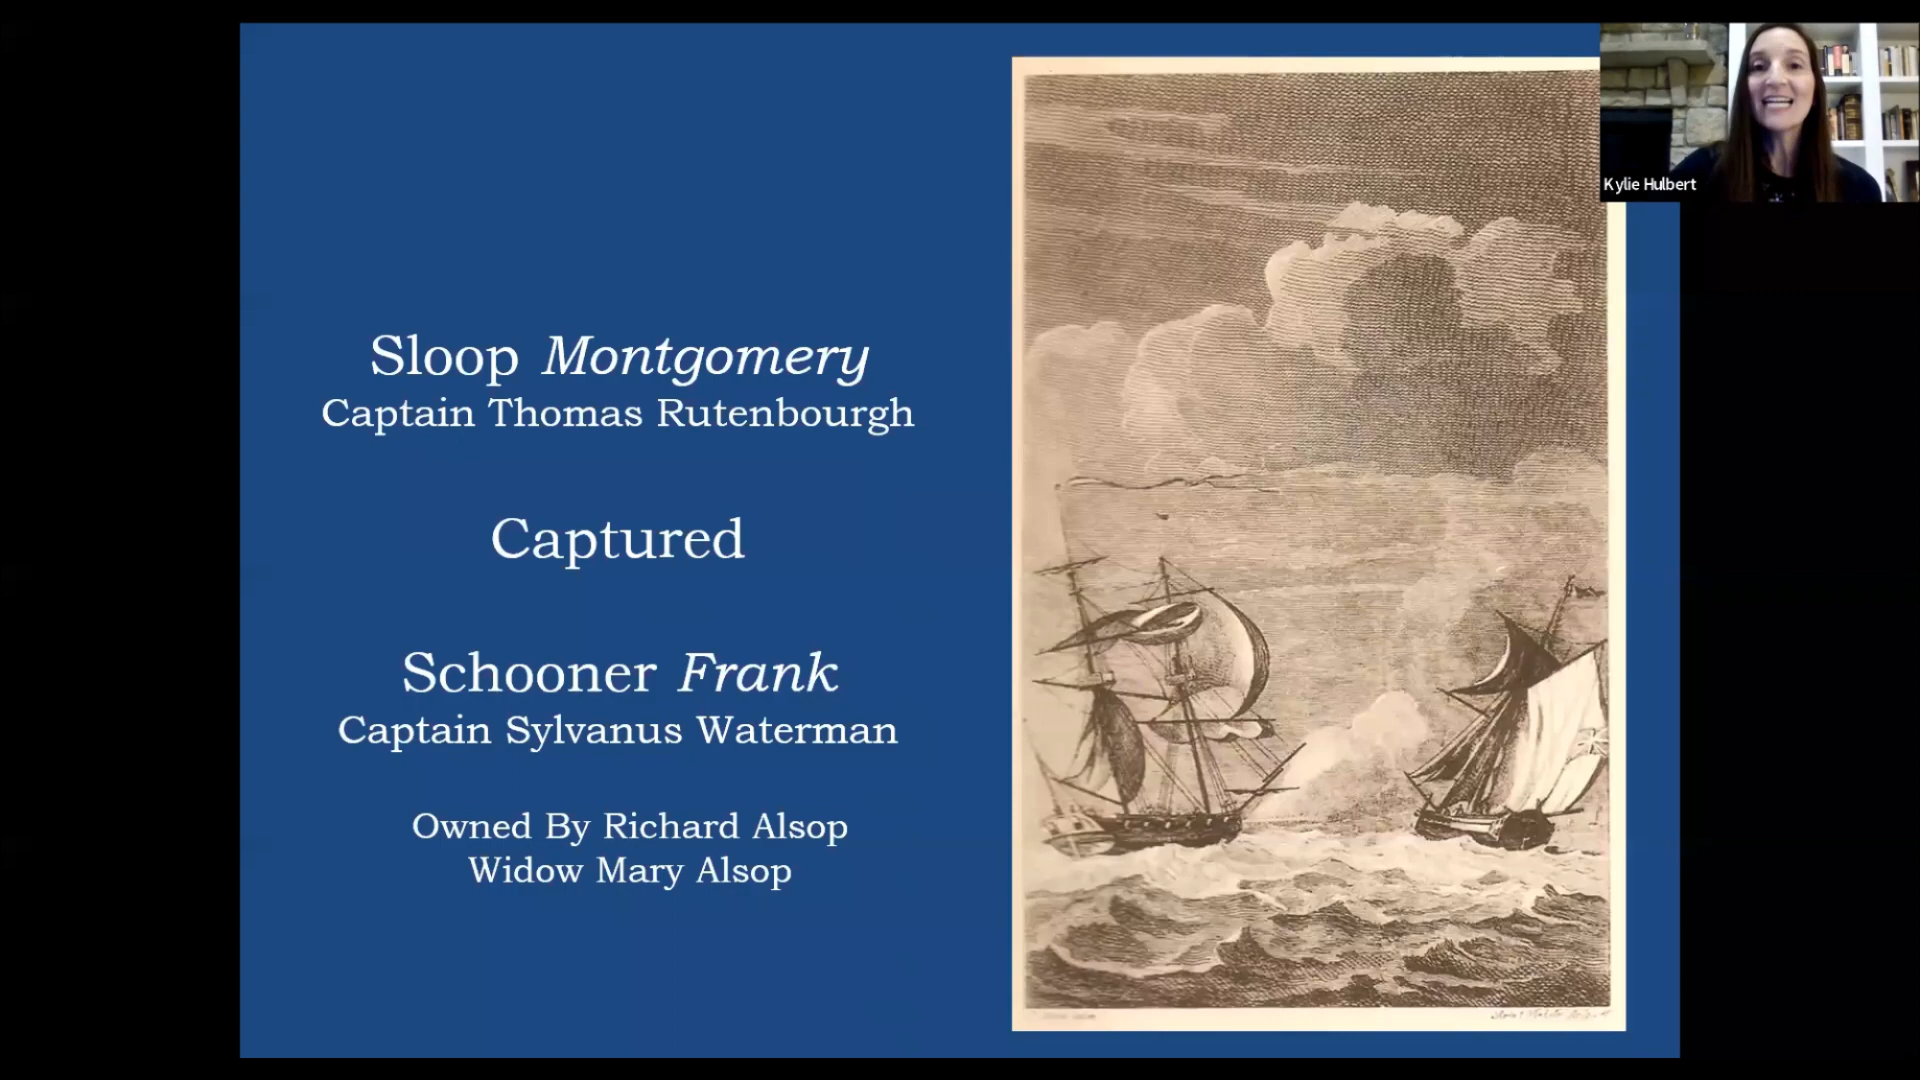 Sloop Montgomery
Captain Thomas Rutenbourgh
Captured
Schooner Frank
Captain Sylvanus Waterman
Owned By Richard Alsop
Widow Mary Alsop
Kylie Hulbert